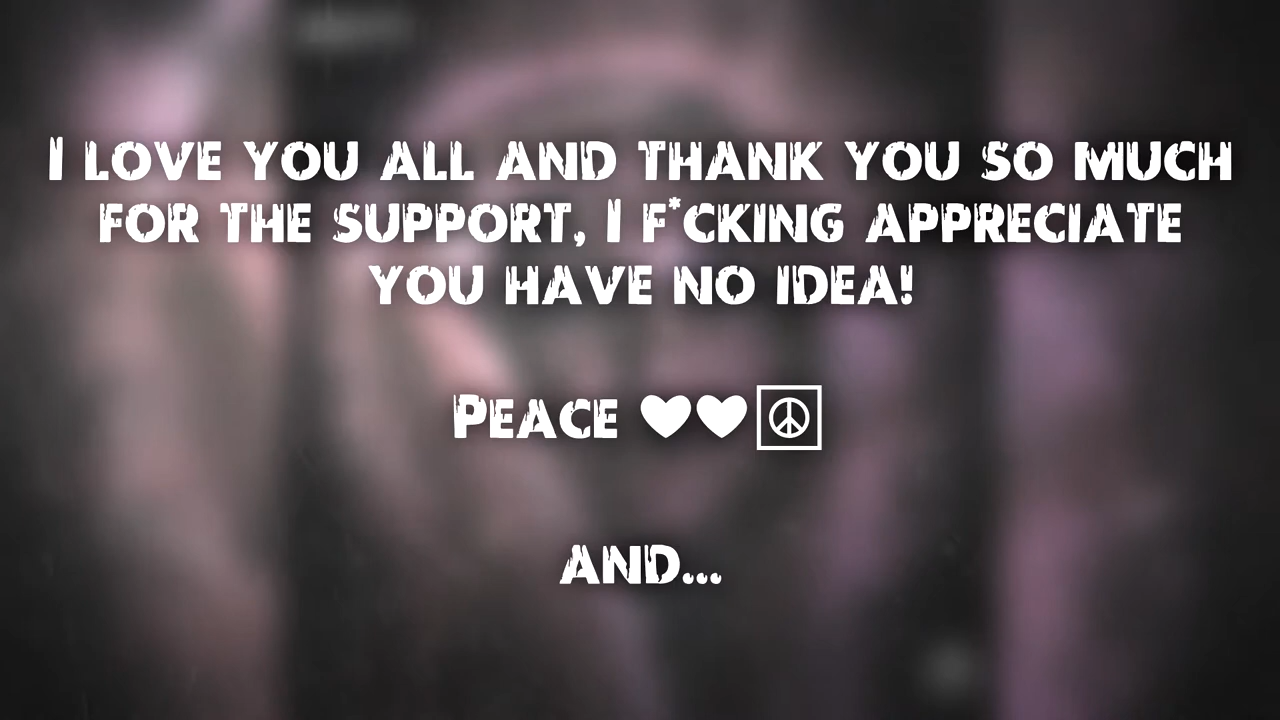 I LOVE YOU ALL AND THANK YOU SO MUCH
FOR THE SUPPORT, I F*CKING APPRECIATE
YOU HAVE NO IDEA!
PEACE ♥♥☮
AND...